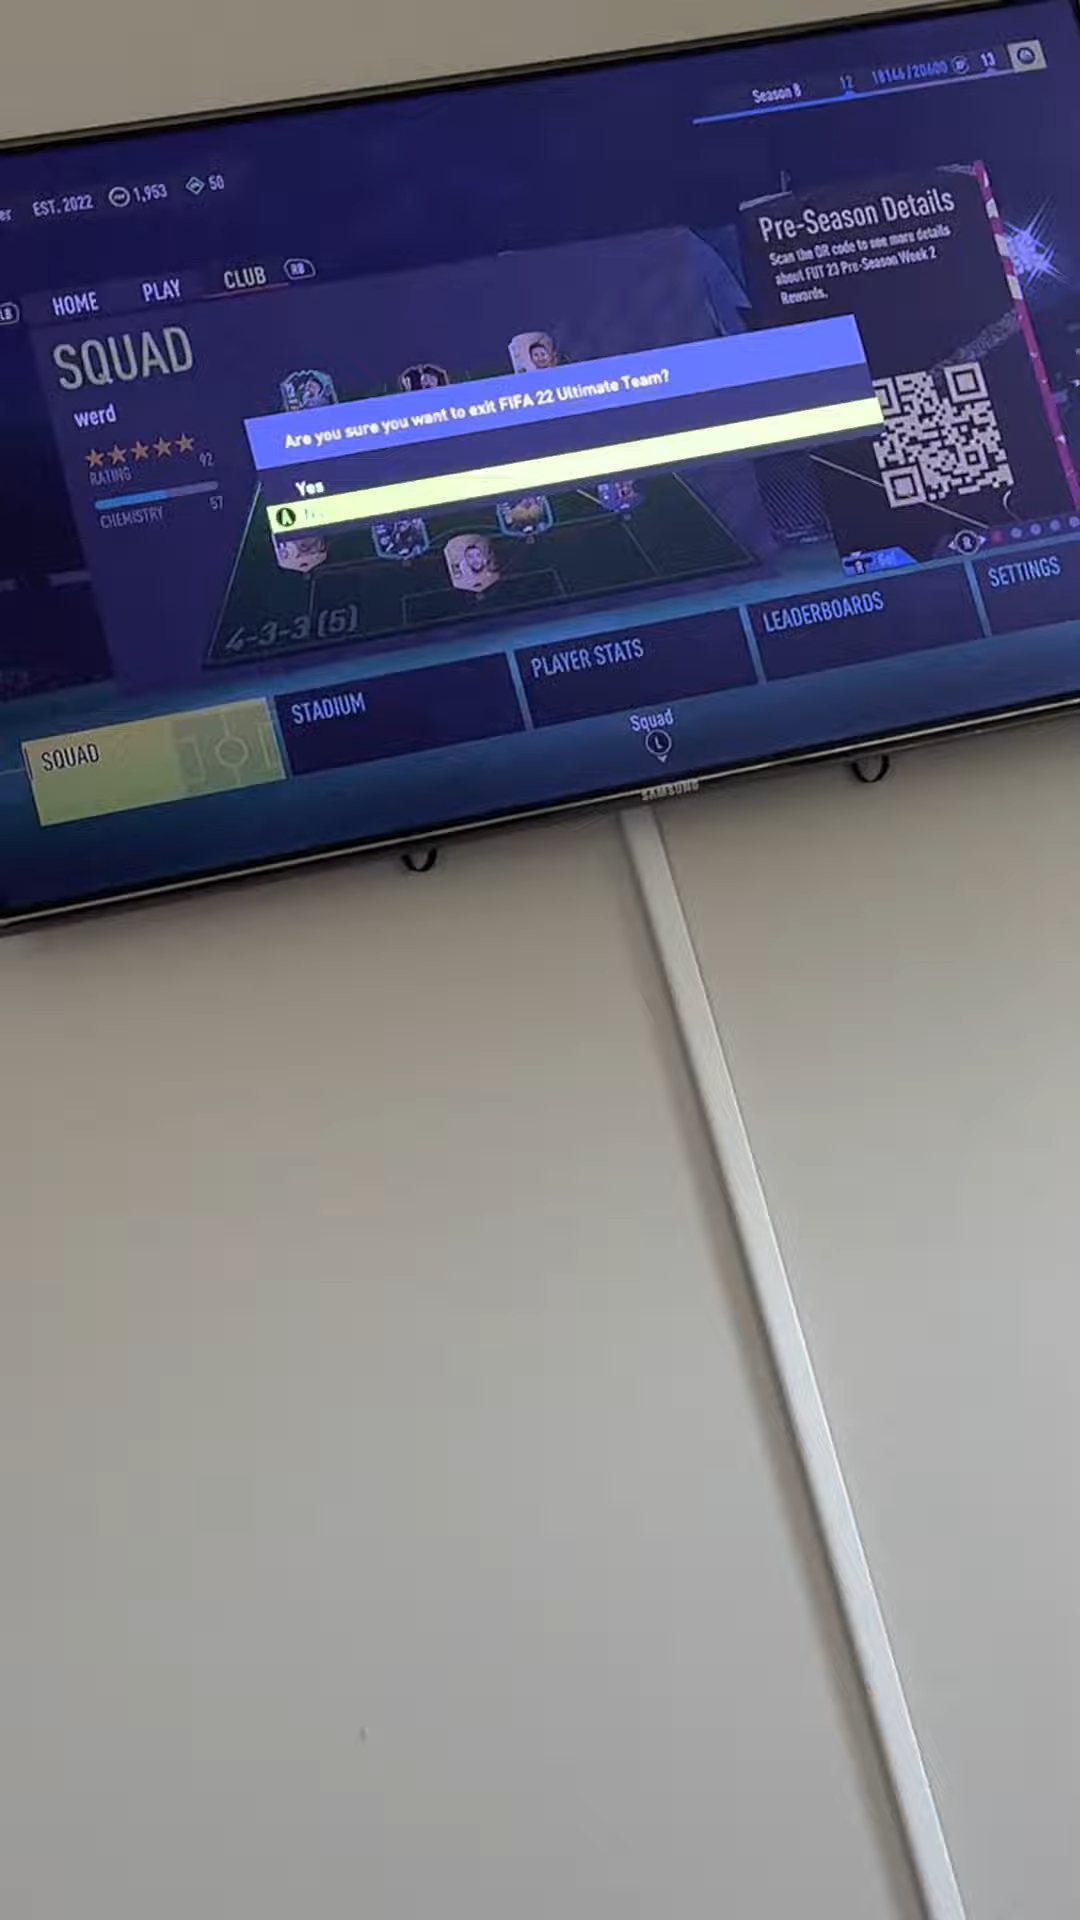 Season 8 12 18146/20600 13
EST. 2022 1,953 50
HOME PLAY CLUB RB
LB
SQUAD
werd
RATING 92
CHEMISTRY 57
Pre-Season Details
Scan the QR code to see more details
about FUT 23 Pre-Season Week 2
Rewards.
Are you sure you want to exit FIFA 22 Ultimate Team?
Yes
A
4-3-3 (5)
R
SQUAD
STADIUM
PLAYER STATS
LEADERBOARDS
SETTINGS
Squad
L
SAMSUNG